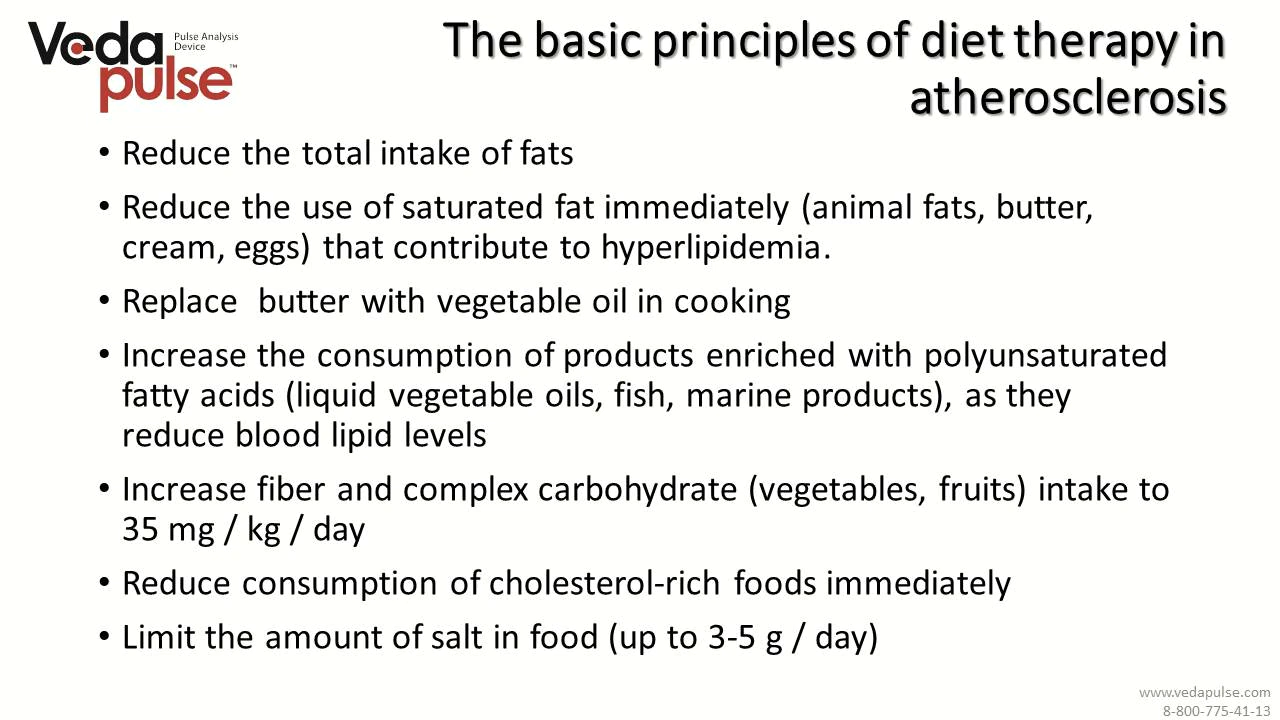 Veda
pulse™
Pulse Analysis
Device
The basic principles of diet therapy in
atherosclerosis
• Reduce the total intake of fats
• Reduce the use of saturated fat immediately (animal fats, butter,
cream, eggs) that contribute to hyperlipidemia.
• Replace  butter with vegetable oil in cooking
• Increase the consumption of products enriched with polyunsaturated
fatty acids (liquid vegetable oils, fish, marine products), as they
reduce blood lipid levels
• Increase fiber and complex carbohydrate (vegetables, fruits) intake to
35 mg / kg / day
• Reduce consumption of cholesterol-rich foods immediately
• Limit the amount of salt in food (up to 3-5 g / day)
www.vedapulse.com
8-800-775-41-13